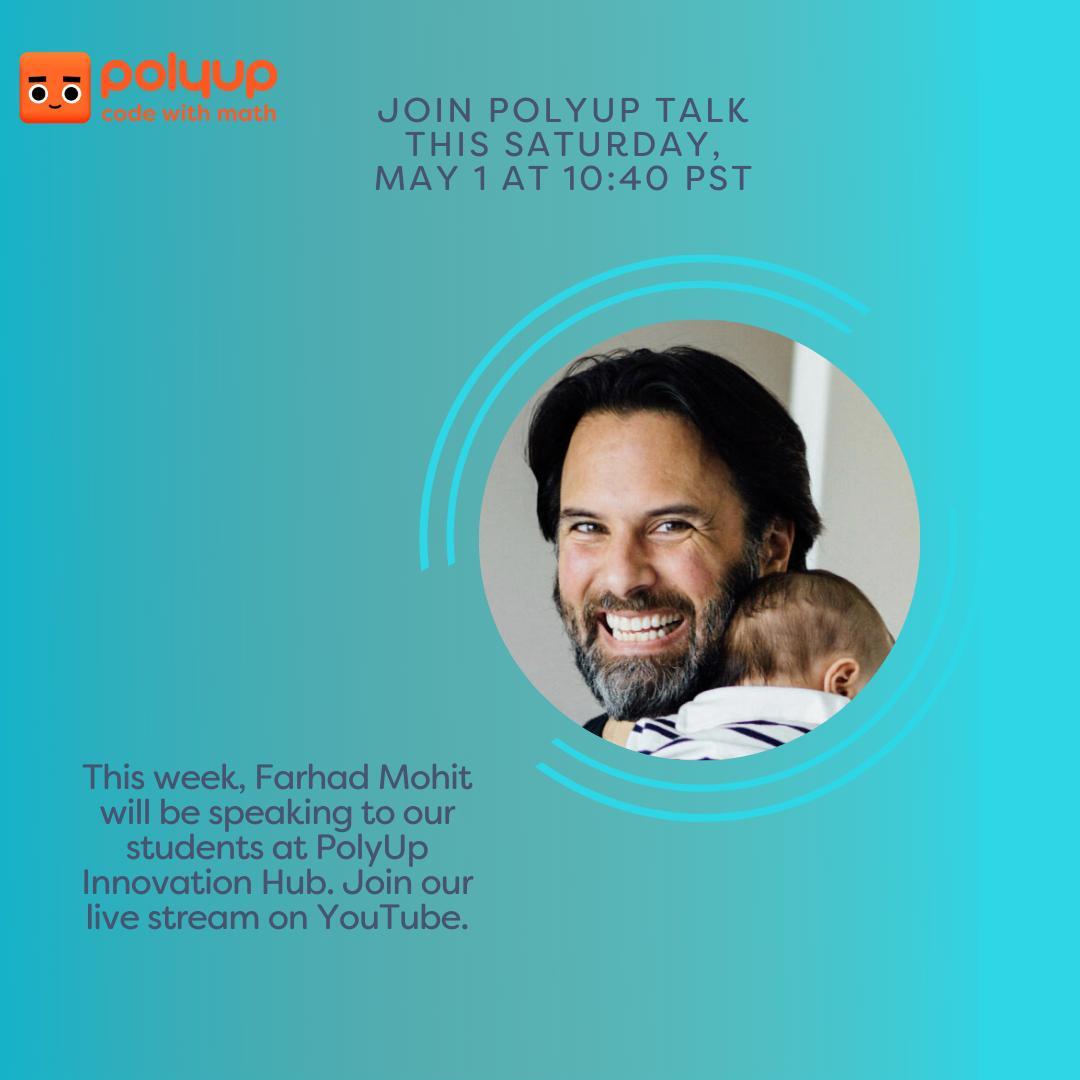 polyup
code with math
JOIN POLYUP TALK
THIS SATURDAY,
MAY 1 AT 10:40 PST
This week, Farhad Mohit
will be speaking to our
students at PolyUp
Innovation Hub. Join our
live stream on YouTube.